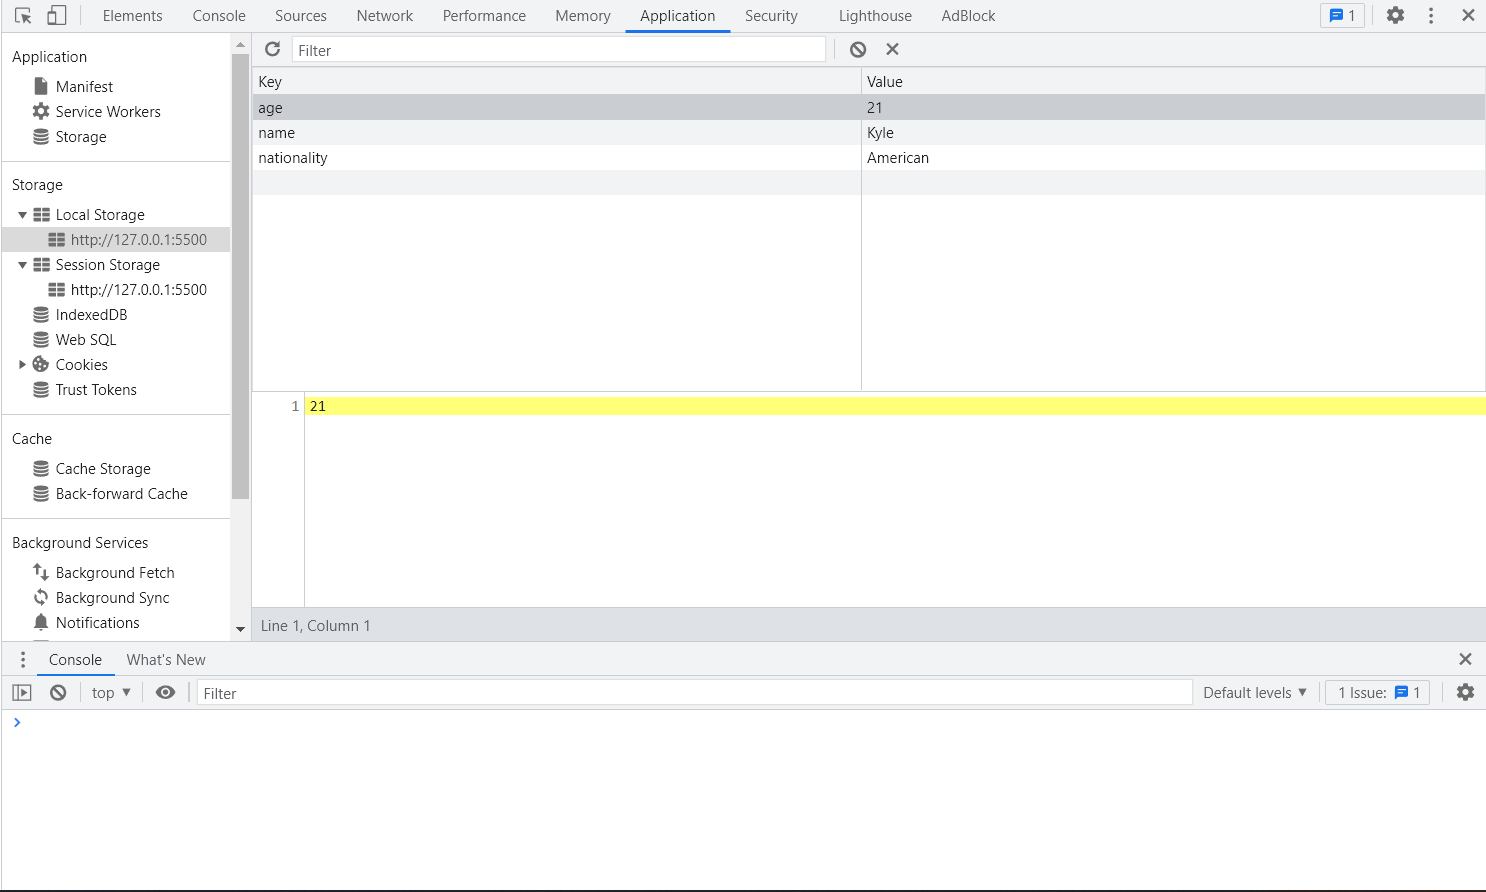 Elements Console Sources Network Performance Memory Application Security Lighthouse AdBlock 1
Application
Manifest
Service Workers
Storage
Storage
Local Storage
http://127.0.0.1:5500
Session Storage
http://127.0.0.1:5500
IndexedDB
Web SQL
Cookies
Trust Tokens
Cache
Cache Storage
Back-forward Cache
Background Services
Background Fetch
Background Sync
Notifications
Filter
Key Value
age 21
name Kyle
nationality American
1 21
Line 1, Column 1
Console What's New
top Filter Default levels 1 Issue: 1